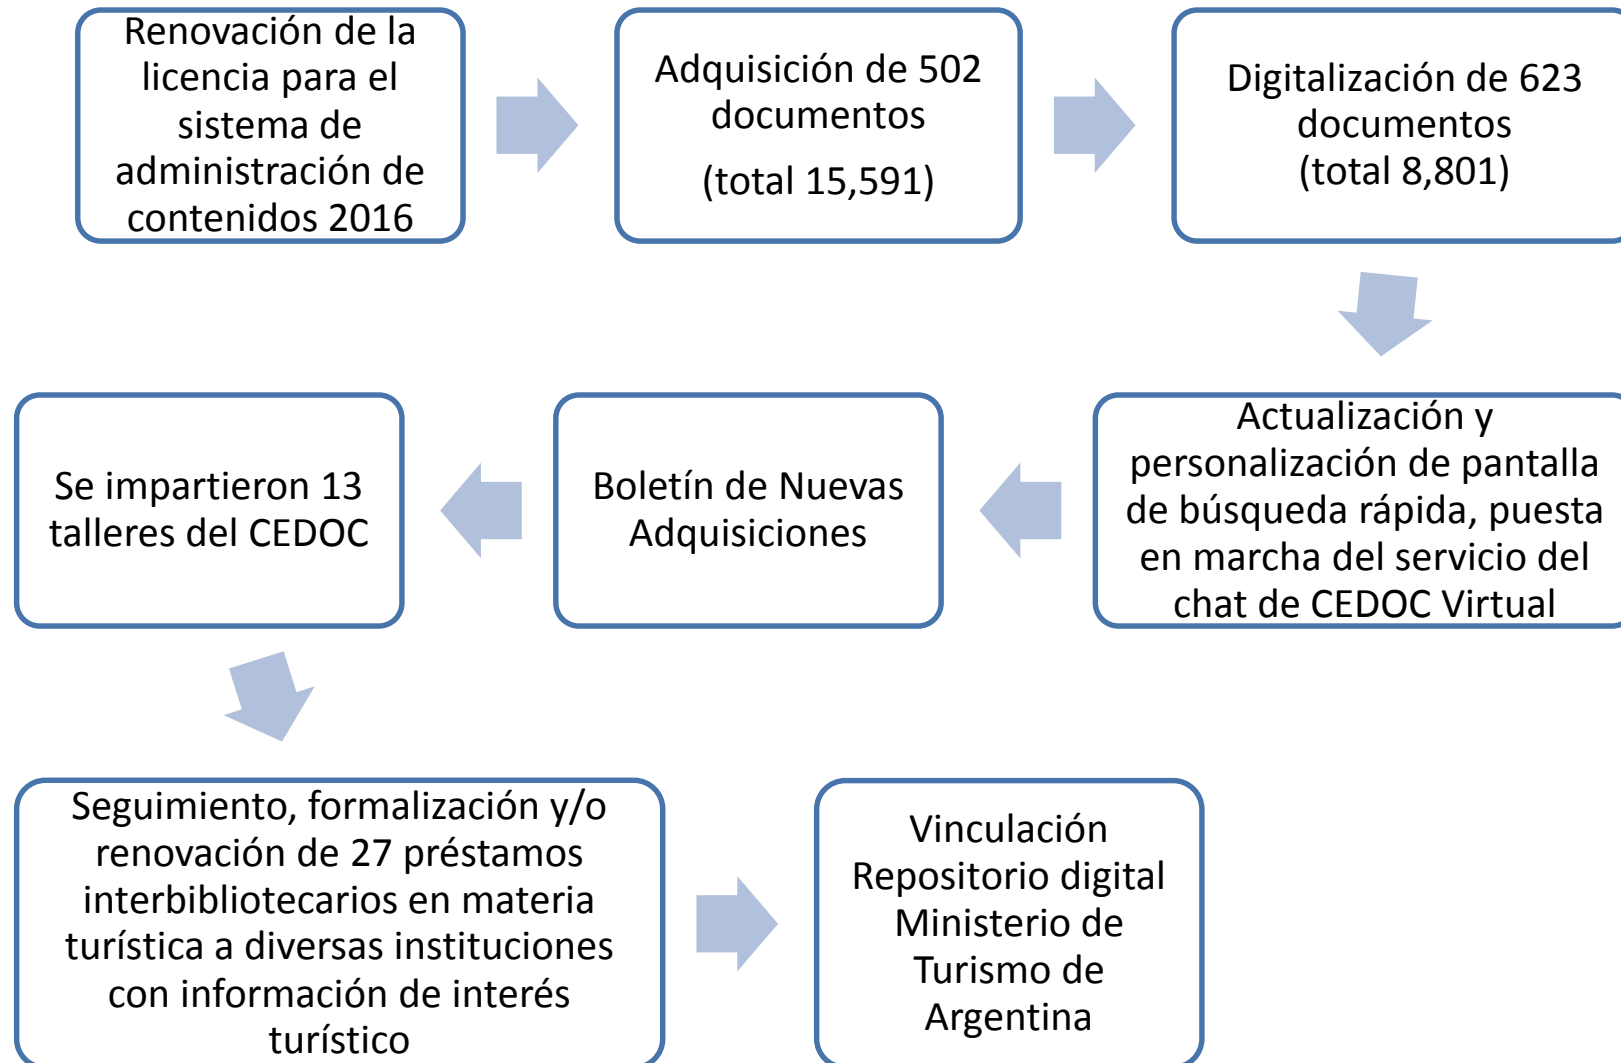 Renovación de la
licencia para el
sistema de
administración de
contenidos 2016
Adquisición de 502
documentos
(total 15,591)
Digitalización de 623
documentos
(total 8,801)
Actualización y
personalización de pantalla
de búsqueda rápida, puesta
en marcha del servicio del
chat de CEDOC Virtual
Boletín de Nuevas
Adquisiciones
Se impartieron 13
talleres del CEDOC
Seguimiento, formalización y/o
renovación de 27 préstamos
interbibliotecarios en materia
turística a diversas instituciones
con información de interés
turístico
Vinculación
Repositorio digital
Ministerio de
Turismo de
Argentina